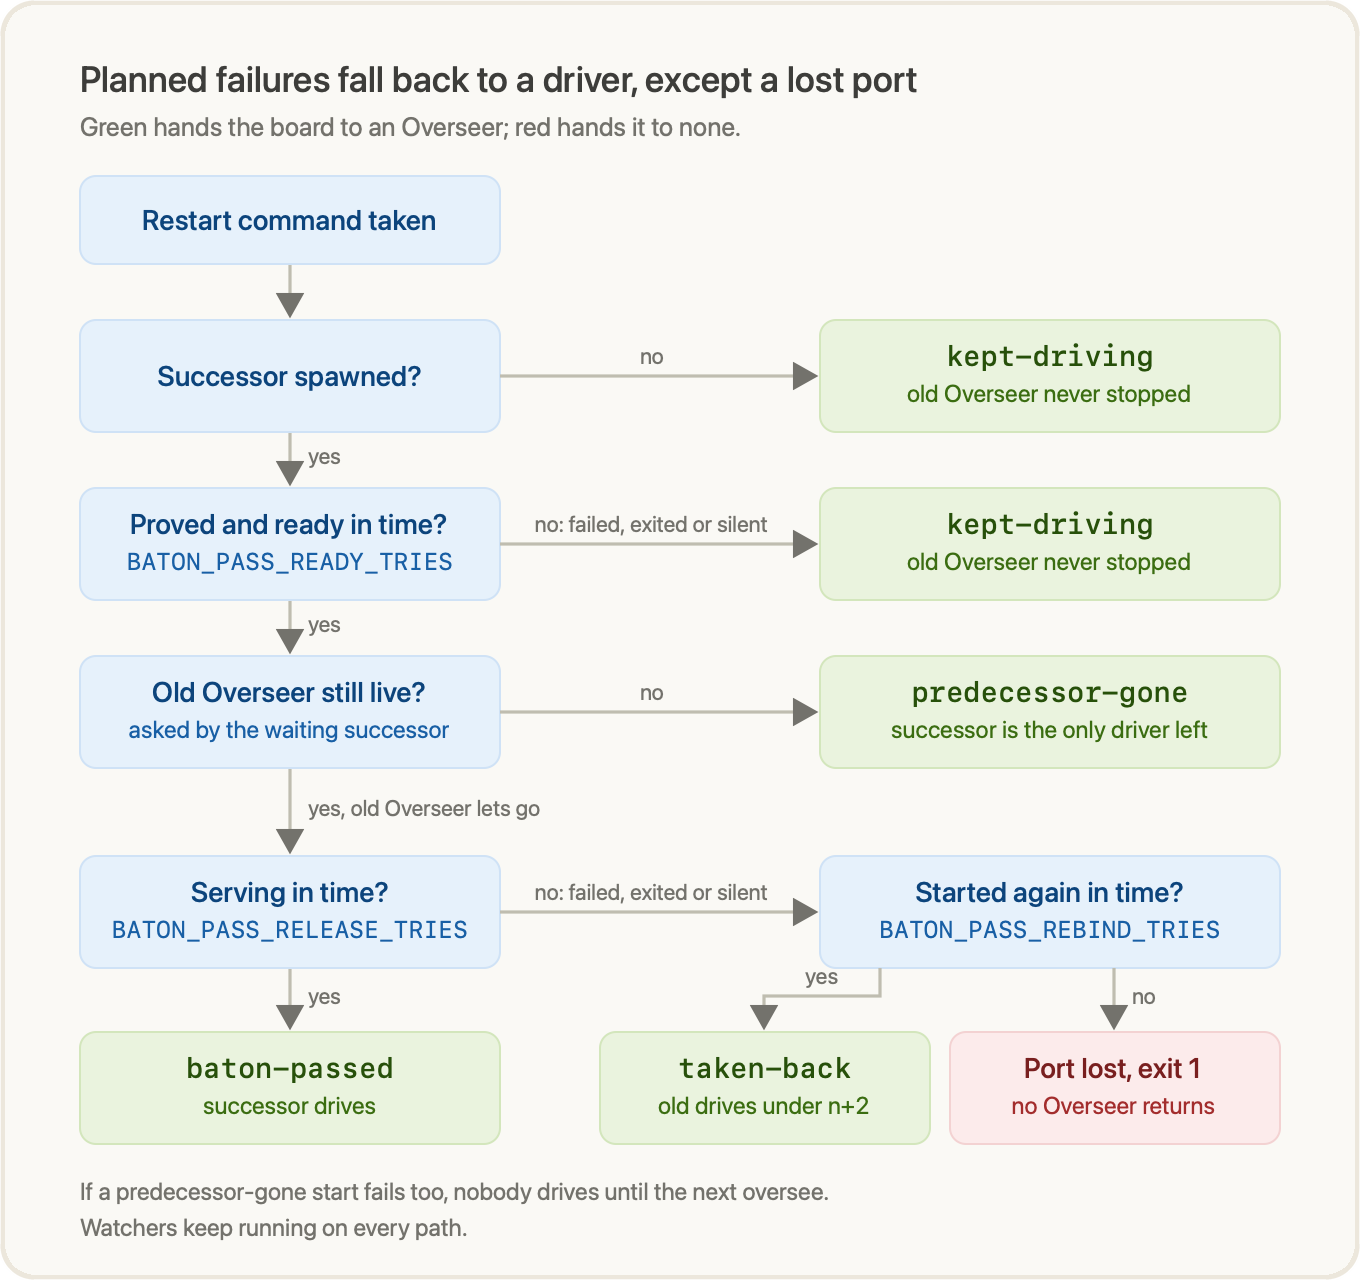 Planned failures fall back to a driver, except a lost port
Green hands the board to an Overseer; red hands it to none.
Restart command taken
Successor spawned?
no
kept-driving
old Overseer never stopped
yes
Proved and ready in time?
BATON_PASS_READY_TRIES
no: failed, exited or silent
kept-driving
old Overseer never stopped
yes
Old Overseer still live?
asked by the waiting successor
no
predecessor-gone
successor is the only driver left
yes, old Overseer lets go
Serving in time?
BATON_PASS_RELEASE_TRIES
no: failed, exited or silent
Started again in time?
BATON_PASS_REBIND_TRIES
yes
yes
no
baton-passed
successor drives
taken-back
old drives under n+2
Port lost, exit 1
no Overseer returns
If a predecessor-gone start fails too, nobody drives until the next oversee.
Watchers keep running on every path.